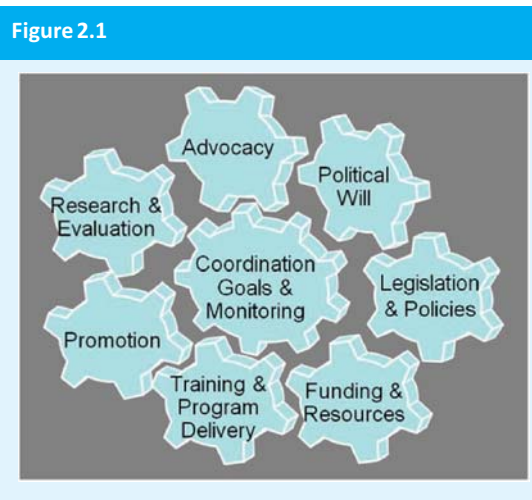 Figure 2.1
Advocacy
Political
Will
Research &
Evaluation
Coordination
Goals &
Monitoring
Legislation
& Policies
Promotion
Training &
Program
Delivery
Funding &
Resources